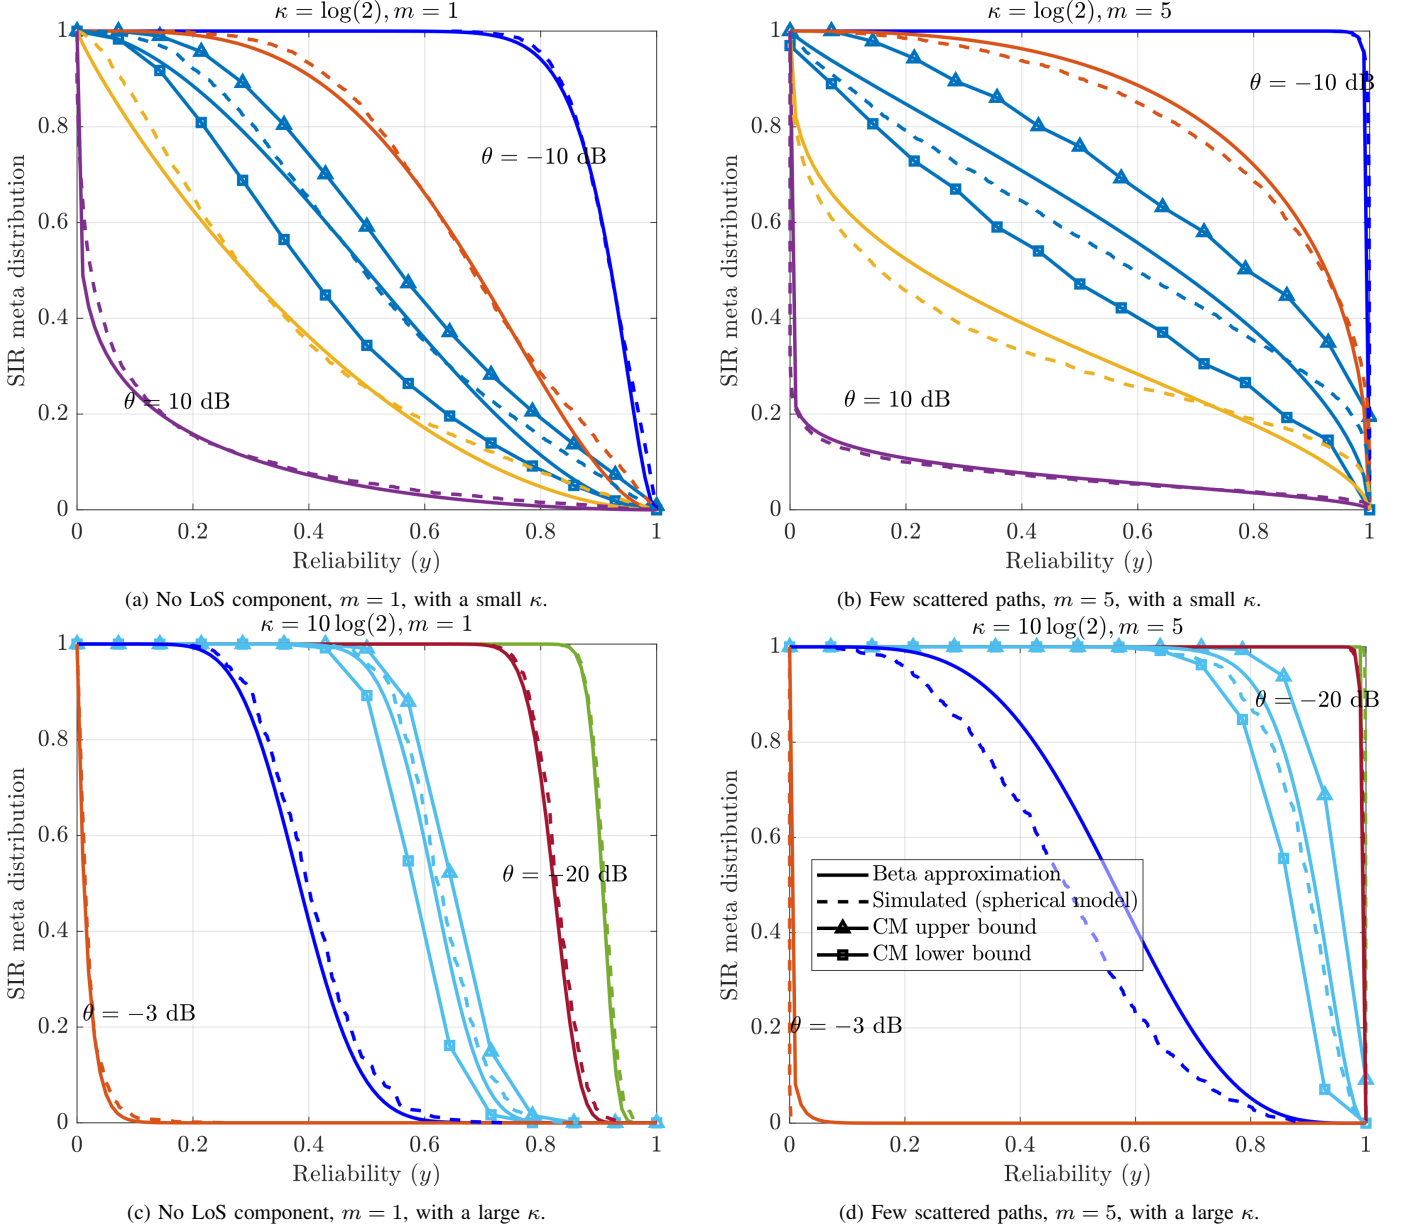 κ = log(2), m = 1
1
0.8
0.6
0.4
0.2
0
SIR meta distribution
θ = −10 dB
θ = 10 dB
0 0.2 0.4 0.6 0.8 1
Reliability (y)
(a) No LoS component, m = 1, with a small κ.
κ = log(2), m = 5
1
0.8
0.6
0.4
0.2
0
SIR meta distribution
θ = −10 dB
θ = 10 dB
0 0.2 0.4 0.6 0.8 1
Reliability (y)
(b) Few scattered paths, m = 5, with a small κ.
κ = 10 log(2), m = 1
1
0.8
0.6
0.4
0.2
0
SIR meta distribution
θ = −20 dB
θ = −3 dB
0 0.2 0.4 0.6 0.8 1
Reliability (y)
(c) No LoS component, m = 1, with a large κ.
κ = 10 log(2), m = 5
1
0.8
0.6
0.4
0.2
0
SIR meta distribution
θ = −20 dB
Beta approximation
Simulated (spherical model)
CM upper bound
CM lower bound
θ = −3 dB
0 0.2 0.4 0.6 0.8 1
Reliability (y)
(d) Few scattered paths, m = 5, with a large κ.